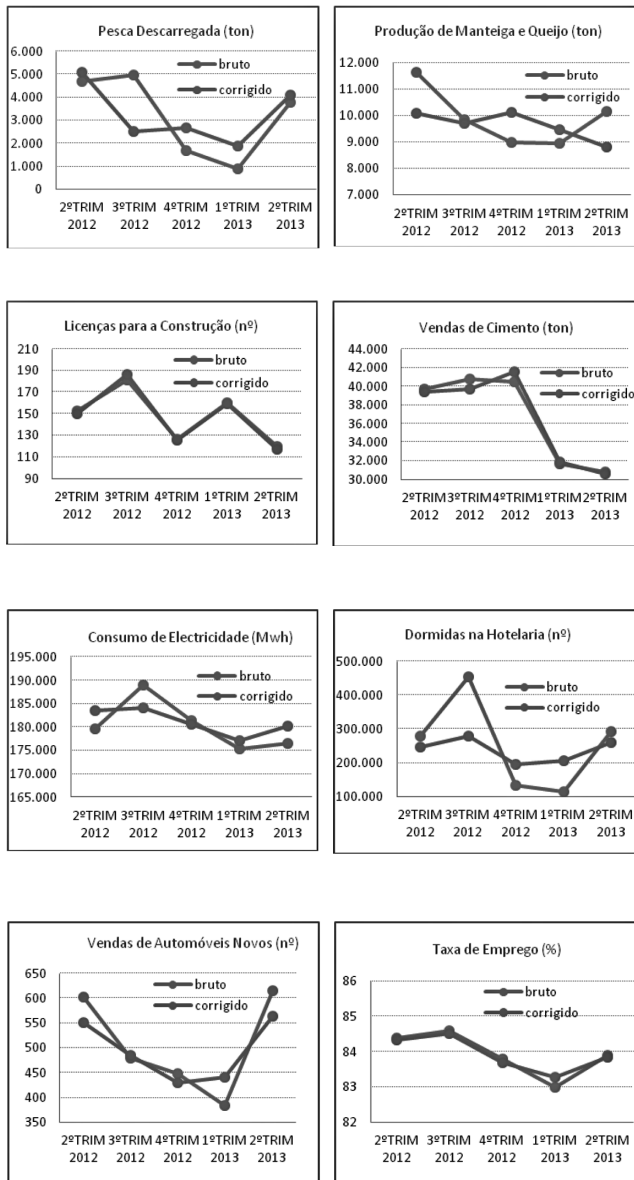 Pesca Descarregada (ton)
6.000
5.000
4.000
3.000
2.000
1.000
0
bruto
corrigido
2ºTRIM 3ºTRIM 4ºTRIM 1ºTRIM 2ºTRIM
2012 2012 2012 2013 2013
Produção de Manteiga e Queijo (ton)
12.000
11.000
10.000
9.000
8.000
7.000
bruto
corrigido
2ºTRIM 3ºTRIM 4ºTRIM 1ºTRIM 2ºTRIM
2012 2012 2012 2013 2013
Licenças para a Construção (nº)
210
190
170
150
130
110
90
bruto
corrigido
2ºTRIM 3ºTRIM 4ºTRIM 1ºTRIM 2ºTRIM
2012 2012 2012 2013 2013
Vendas de Cimento (ton)
44.000
42.000
40.000
38.000
36.000
34.000
32.000
30.000
bruto
corrigido
2ºTRIM 3ºTRIM 4ºTRIM 1ºTRIM 2ºTRIM
2012 2012 2012 2013 2013
Consumo de Electricidade (Mwh)
195.000
190.000
185.000
180.000
175.000
170.000
165.000
bruto
corrigido
2ºTRIM 3ºTRIM 4ºTRIM 1ºTRIM 2ºTRIM
2012 2012 2012 2013 2013
Dormidas na Hotelaria (nº)
500.000
400.000
300.000
200.000
100.000
bruto
corrigido
2ºTRIM 3ºTRIM 4ºTRIM 1ºTRIM 2ºTRIM
2012 2012 2012 2013 2013
Vendas de Automóveis Novos (nº)
650
600
550
500
450
400
350
bruto
corrigido
2ºTRIM 3ºTRIM 4ºTRIM 1ºTRIM 2ºTRIM
2012 2012 2012 2013 2013
Taxa de Emprego (%)
86
85
84
83
82
bruto
corrigido
2ºTRIM 3ºTRIM 4ºTRIM 1ºTRIM 2ºTRIM
2012 2012 2012 2013 2013